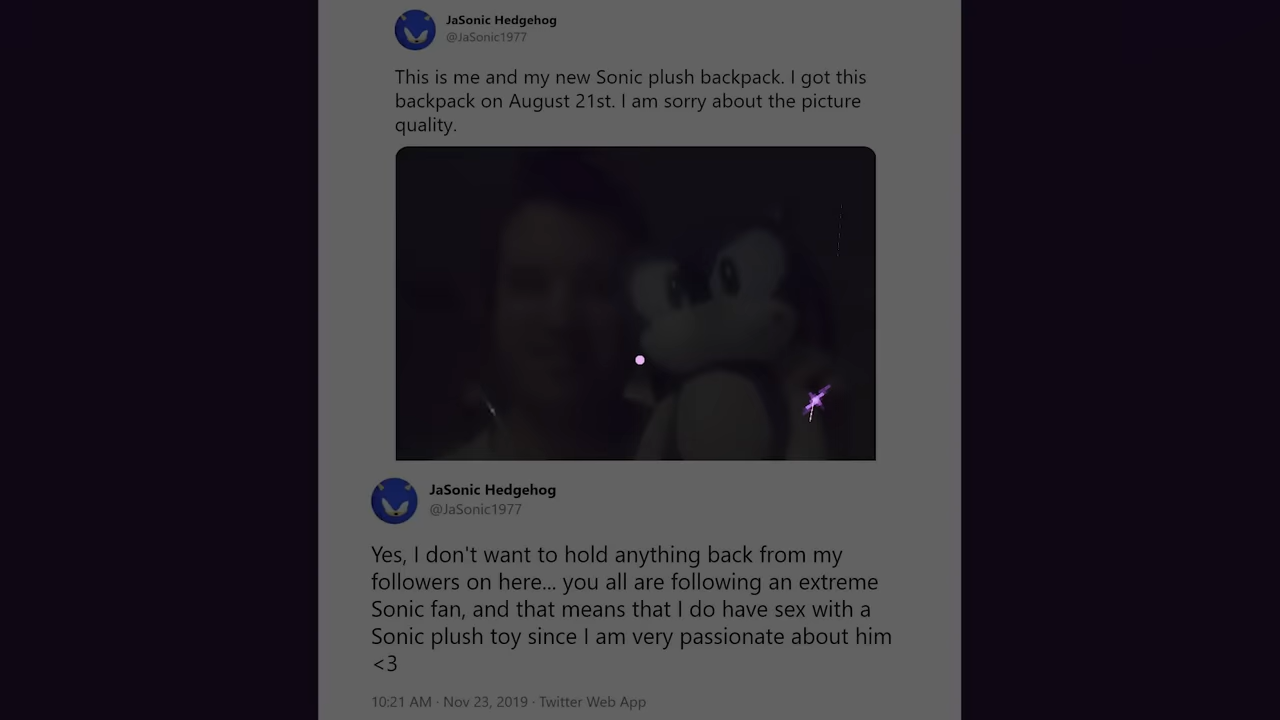 JaSonic Hedgehog
@JaSonic1977
This is me and my new Sonic plush backpack. I got this
backpack on August 21st. I am sorry about the picture
quality.
JaSonic Hedgehog
@JaSonic1977
Yes, I don't want to hold anything back from my
followers on here... you all are following an extreme
Sonic fan, and that means that I do have sex with a
Sonic plush toy since I am very passionate about him
<3
10:21 AM · Nov 23, 2019 · Twitter Web App